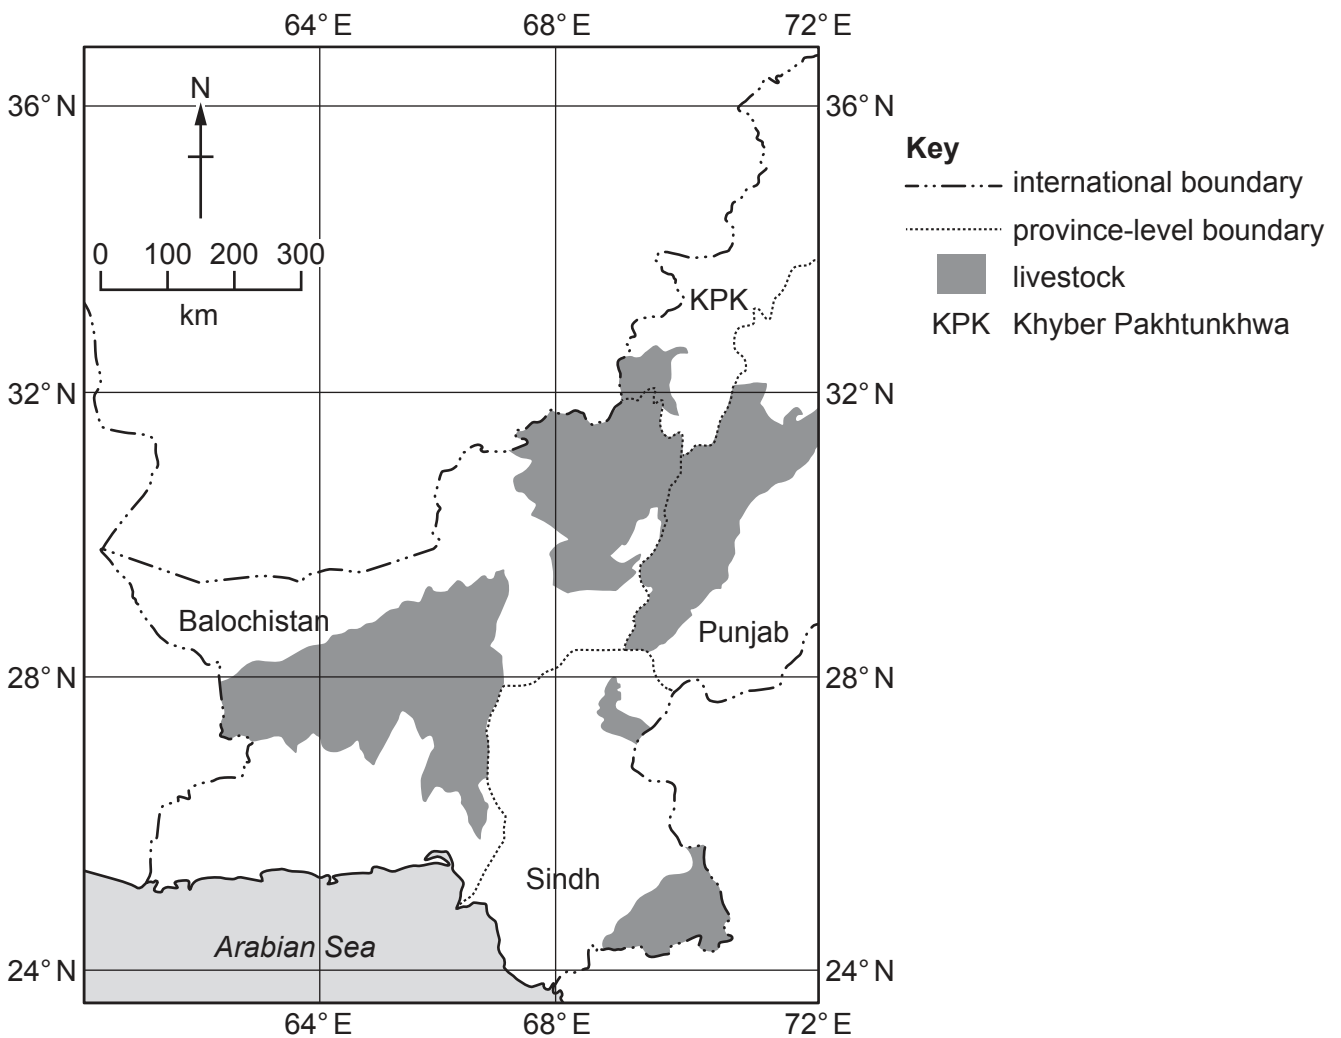 64° E 68° E 72° E
36° N 36° N
N
Key
international boundary
province-level boundary
0 100 200 300
km
livestock
KPK
KPK Khyber Pakhtunkhwa
32° N 32° N
Balochistan
Punjab
28° N 28° N
Sindh
Arabian Sea
24° N 24° N
64° E 68° E 72° E